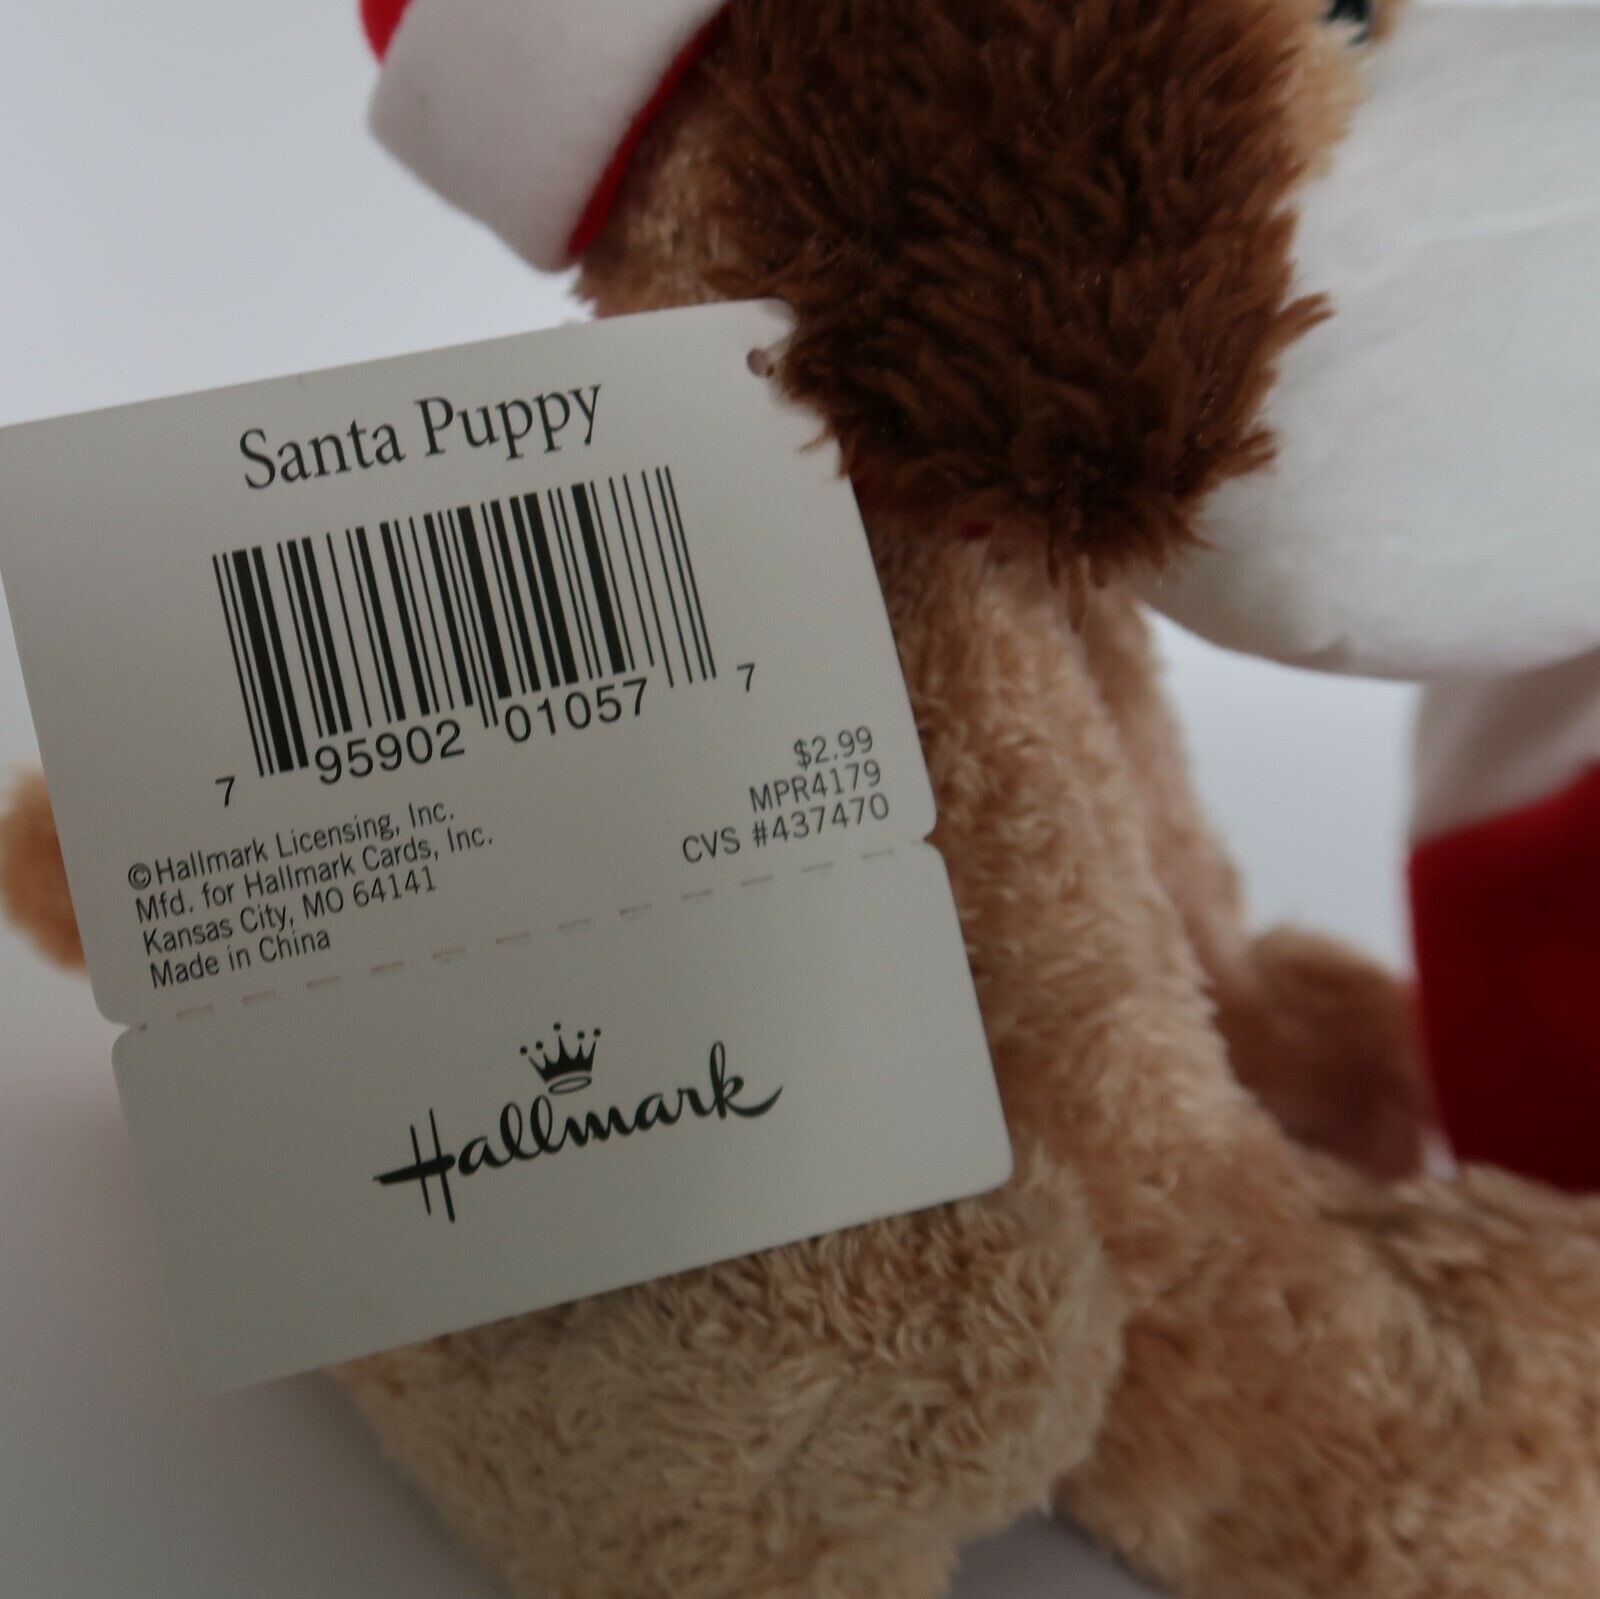 Santa Puppy
7 95902 01057 7
$2.99
MPR4179
CVS #437470
©Hallmark Licensing, Inc.
Mfd. for Hallmark Cards, Inc.
Kansas City, MO 64141
Made in China
Hallmark